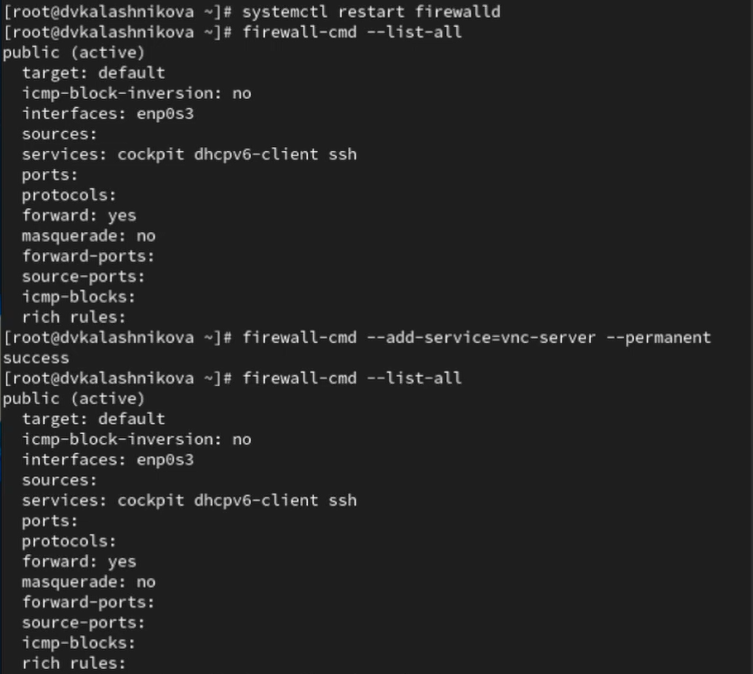 [root@dvkalashnikova ~]# systemctl restart firewalld
[root@dvkalashnikova ~]# firewall-cmd --list-all
public (active)
  target: default
  icmp-block-inversion: no
  interfaces: enp0s3
  sources:
  services: cockpit dhcpv6-client ssh
  ports:
  protocols:
  forward: yes
  masquerade: no
  forward-ports:
  source-ports:
  icmp-blocks:
  rich rules:
[root@dvkalashnikova ~]# firewall-cmd --add-service=vnc-server --permanent
success
[root@dvkalashnikova ~]# firewall-cmd --list-all
public (active)
  target: default
  icmp-block-inversion: no
  interfaces: enp0s3
  sources:
  services: cockpit dhcpv6-client ssh
  ports:
  protocols:
  forward: yes
  masquerade: no
  forward-ports:
  source-ports:
  icmp-blocks:
  rich rules: